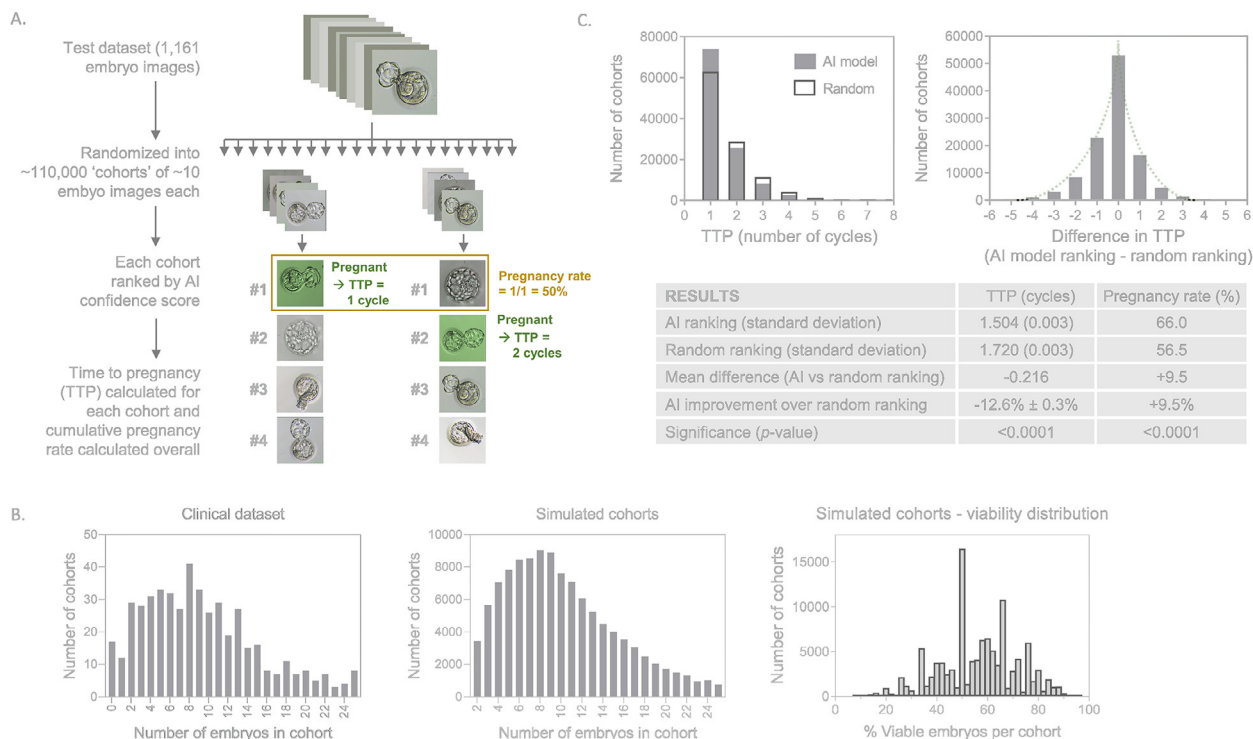 A.
Test dataset (1,161
embryo images)
Randomized into
~110,000 ‘cohorts’ of ~10
embyo images each
Each cohort
ranked by AI
confidence score
Time to pregnancy
(TTP) calculated for
each cohort and
cumulative pregnancy
rate calculated overall
#1
Pregnant
→ TTP =
1 cycle
#2
#3
#4
#1
Pregnancy rate
= 1/1 = 50%
#2
Pregnant
→ TTP =
2 cycles
#3
#4
C.
Number of cohorts
80000
60000
40000
20000
0
AI model
Random
0 1 2 3 4 5 6 7 8
TTP (number of cycles)
Number of cohorts
60000
50000
40000
30000
20000
10000
0
-6 -5 -4 -3 -2 -1 0 1 2 3 4 5 6
Difference in TTP
(AI model ranking - random ranking)
RESULTS TTP (cycles) Pregnancy rate (%)
AI ranking (standard deviation) 1.504 (0.003) 66.0
Random ranking (standard deviation) 1.720 (0.003) 56.5
Mean difference (AI vs random ranking) -0.216 +9.5
AI improvement over random ranking -12.6% ± 0.3% +9.5%
Significance (p-value) <0.0001 <0.0001
B.
Clinical dataset
Number of cohorts
50
40
30
20
10
0
0 2 4 6 8 10 12 14 16 18 20 22 24
Number of embryos in cohort
Simulated cohorts
Number of cohorts
10000
8000
6000
4000
2000
0
2 4 6 8 10 12 14 16 18 20 22 24
Number of embryos in cohort
Simulated cohorts - viability distribution
Number of cohorts
15000
10000
5000
0
0 20 40 60 80 100
% Viable embryos per cohort